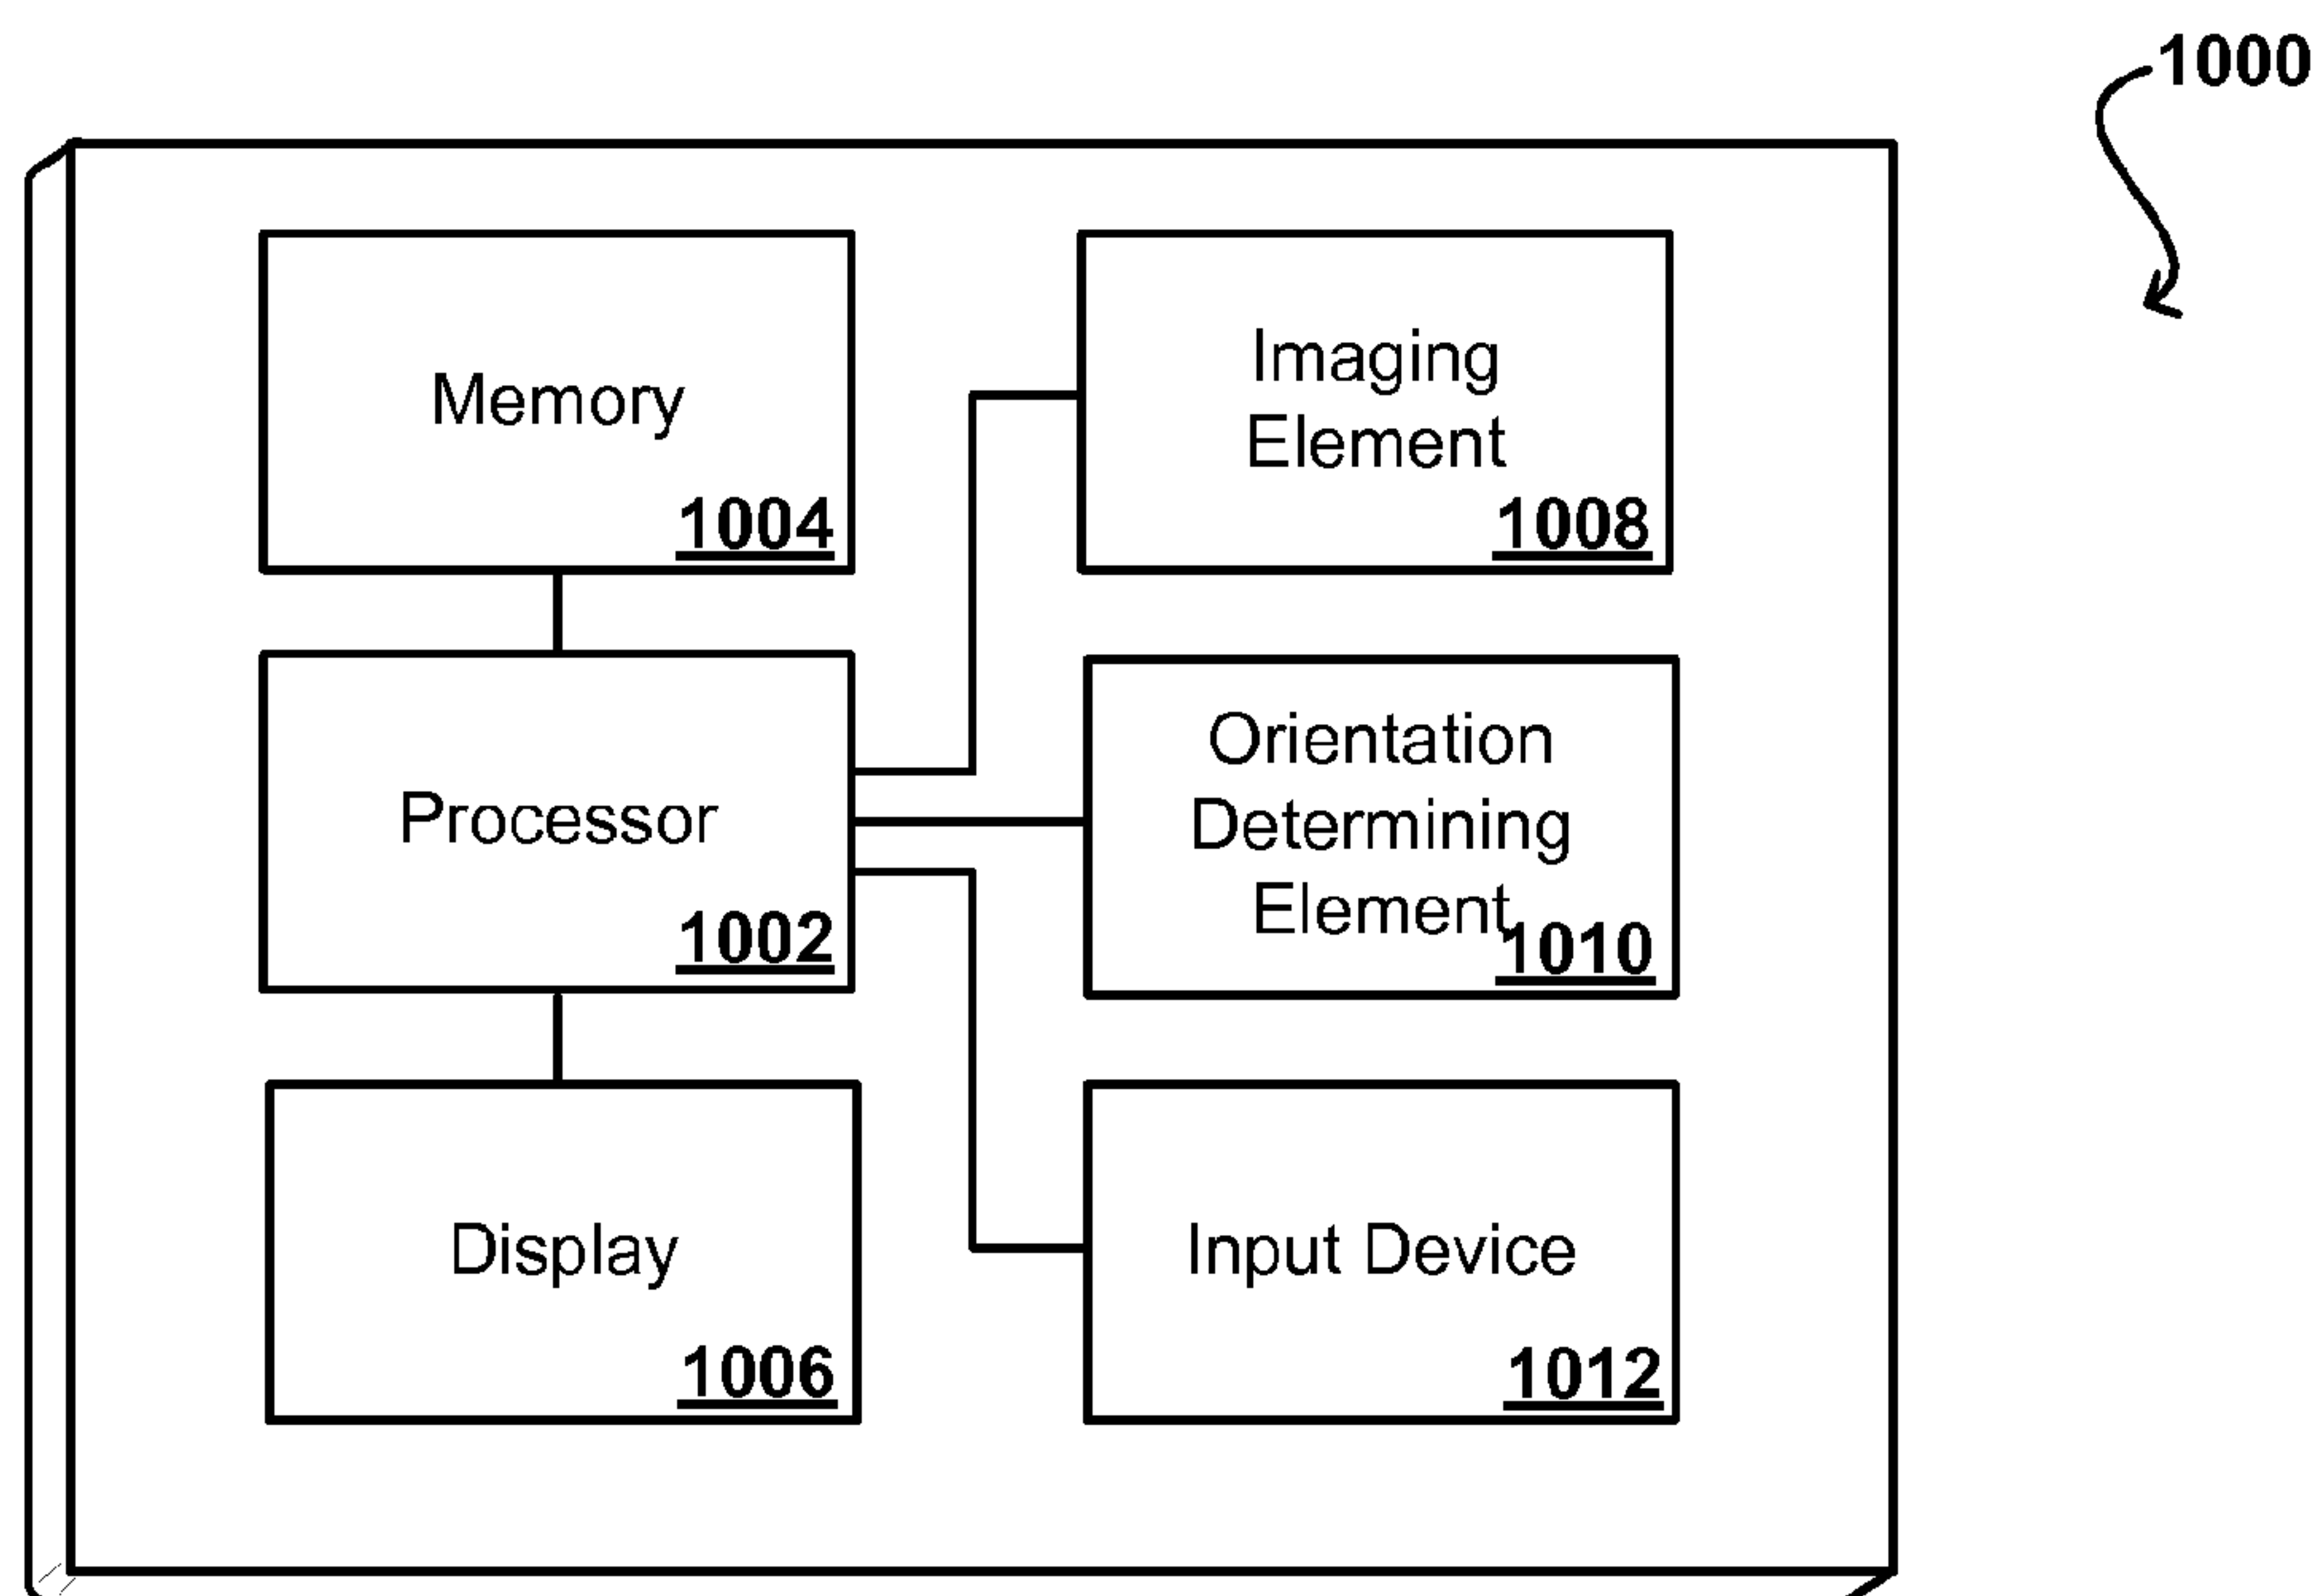 1000
Memory
1004
Imaging
Element
1008
Processor
1002
Orientation
Determining
Element
1010
Display
1006
Input Device
1012